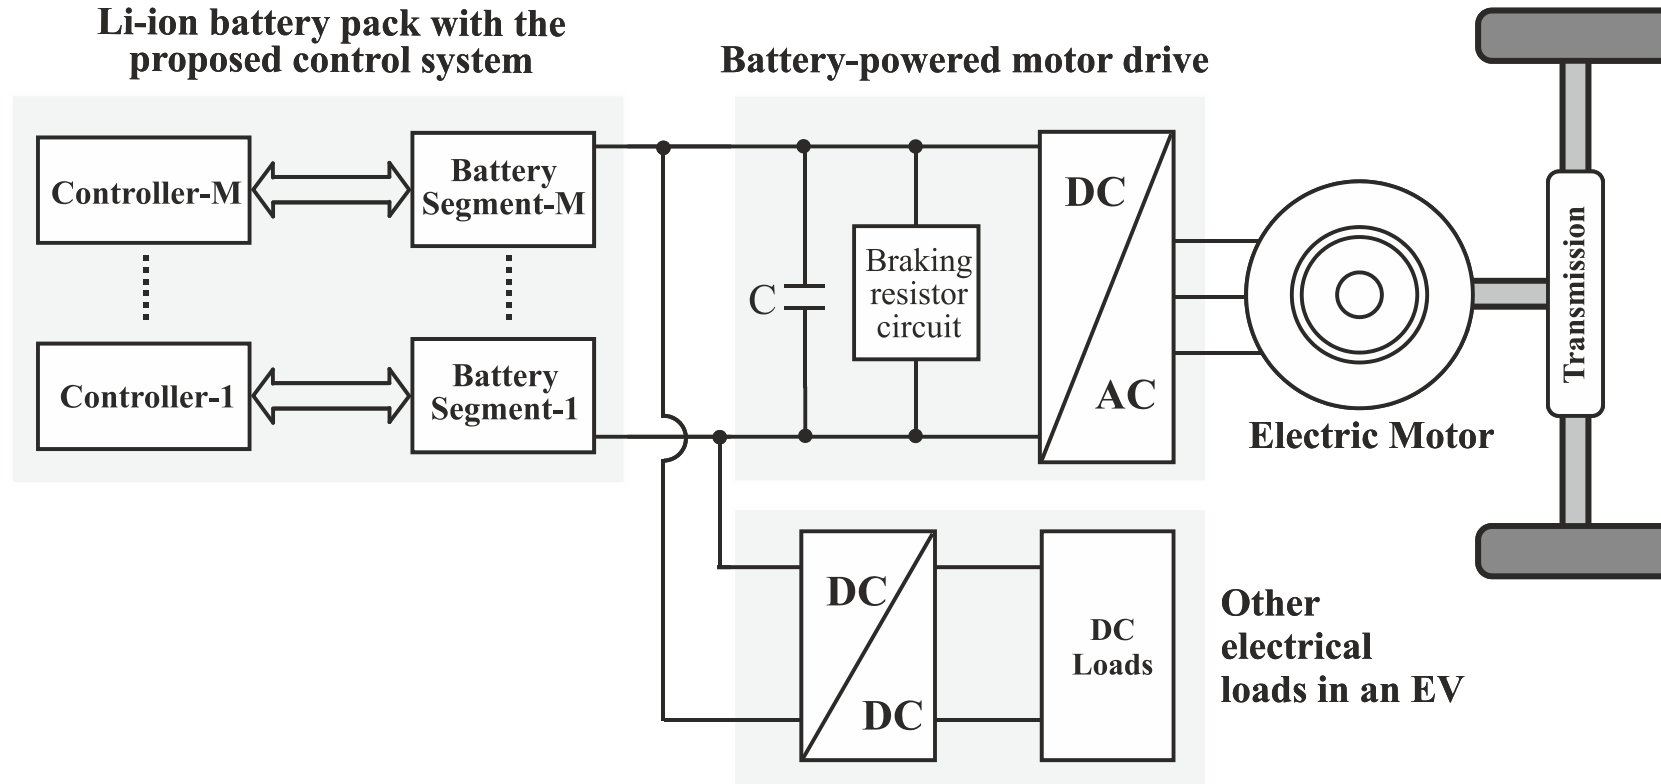 Li-ion battery pack with the
proposed control system
Battery-powered motor drive
Controller-M
Battery
Segment-M
Controller-1
Battery
Segment-1
C
Braking
resistor
circuit
DC
AC
Electric Motor
Transmission
DC
DC
DC
Loads
Other
electrical
loads in an EV